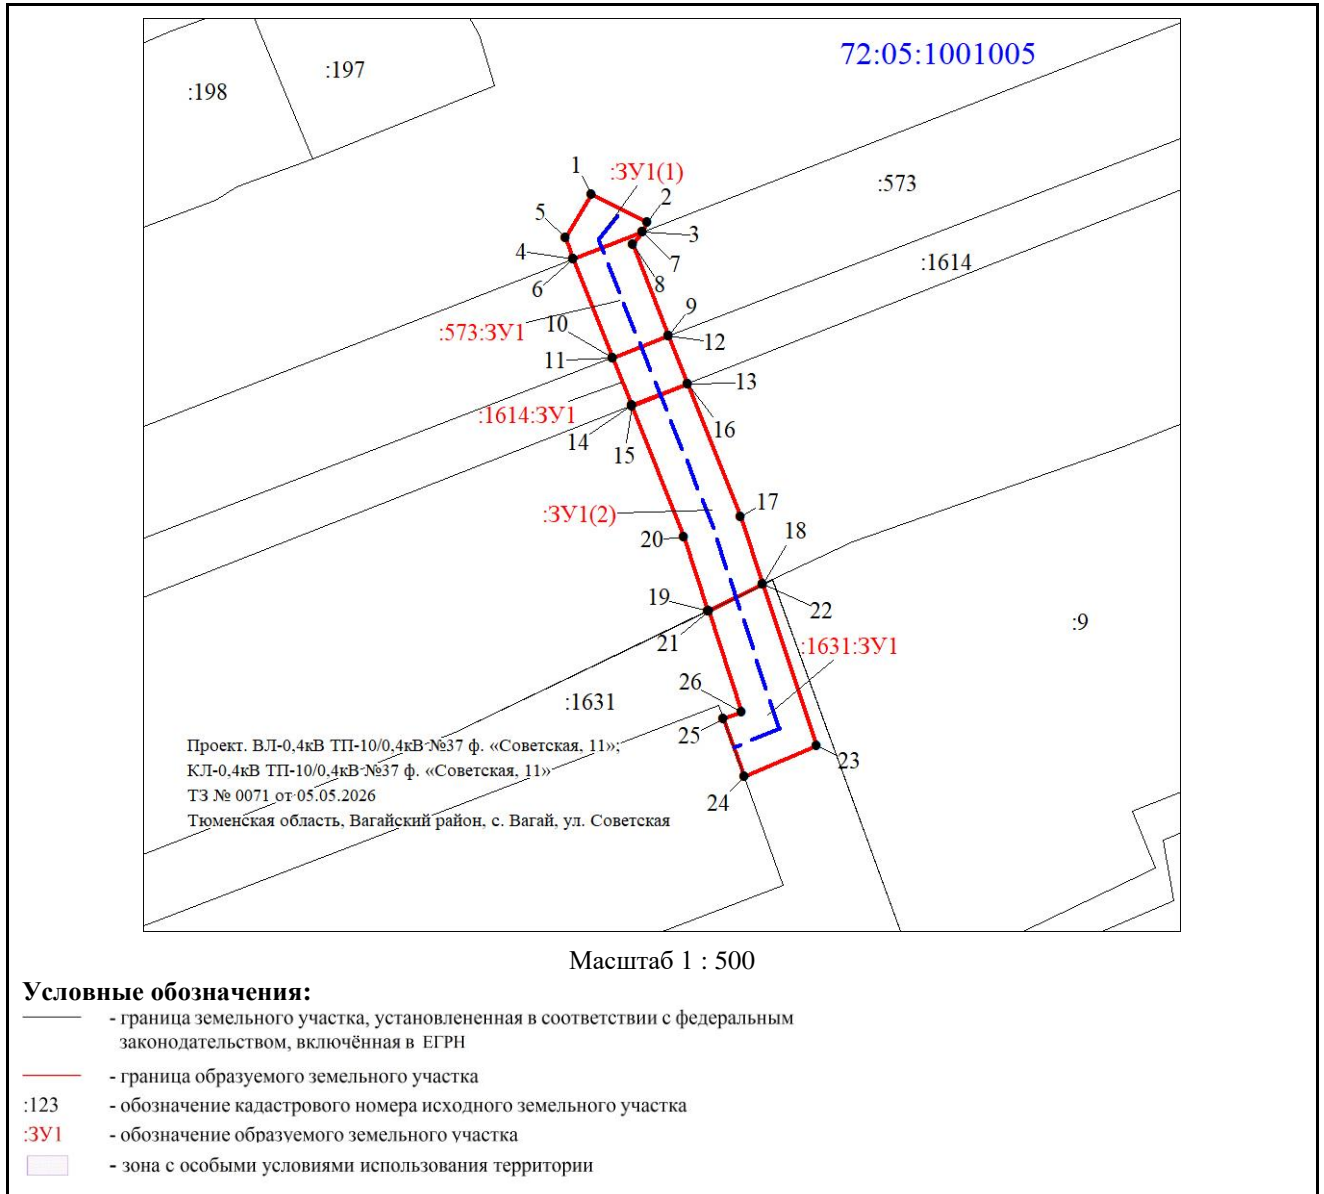 72:05:1001005
:197
:198
:573
:ЗУ1(1)
1
2
5
3
4
7
6
8
:1614
9
10
:573:ЗУ1
12
11
13
:1614:ЗУ1
14
16
15
17
:ЗУ1(2)
18
20
19
22
:9
21
:1631:ЗУ1
26
:1631
25
23
24
Проект. ВЛ-0,4кВ ТП-10/0,4кВ №37 ф. «Советская, 11»;
КЛ-0,4кВ ТП-10/0,4кВ №37 ф. «Советская, 11»
ТЗ № 0071 от 05.05.2026
Тюменская область, Вагайский район, с. Вагай, ул. Советская
Масштаб 1 : 500
Условные обозначения:
- граница земельного участка, установлененная в соответствии с федеральным
законодательством, включённая в ЕГРН
- граница образуемого земельного участка
:123 - обозначение кадастрового номера исходного земельного участка
:ЗУ1 - обозначение образуемого земельного участка
- зона с особыми условиями использования территории